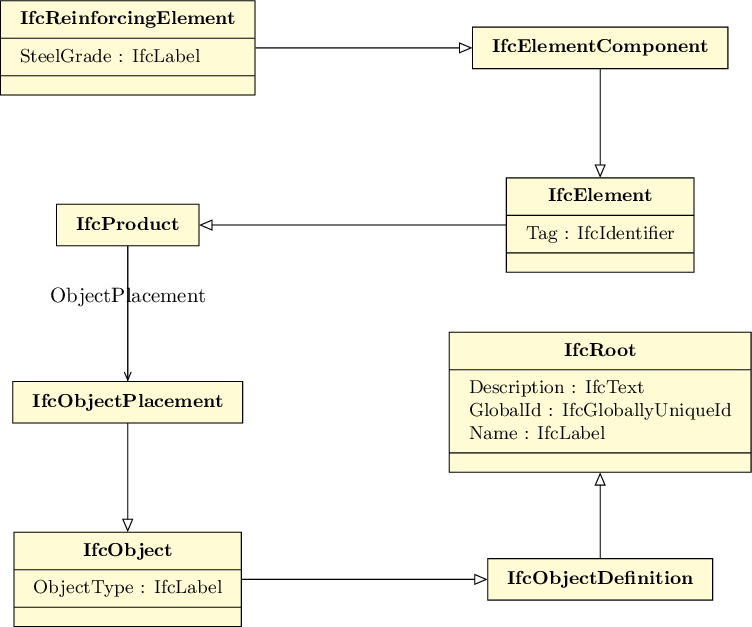 IfcReinforcingElement
SteelGrade : IfcLabel
IfcElementComponent
IfcElement
Tag : IfcIdentifier
IfcProduct
ObjectPlacement
IfcRoot
Description : IfcText
GlobalId : IfcGloballyUniqueId
Name : IfcLabel
IfcObjectPlacement
IfcObject
ObjectType : IfcLabel
IfcObjectDefinition